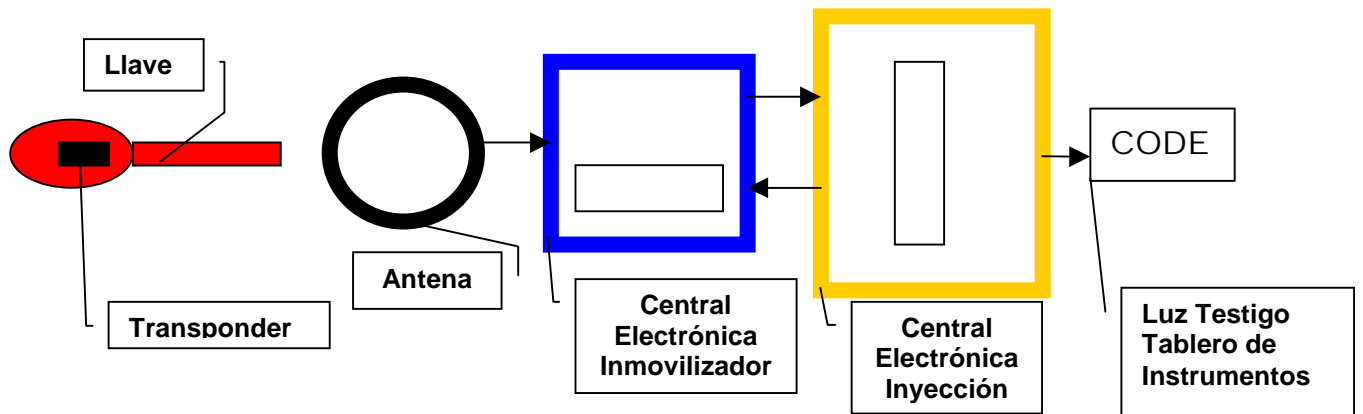 Llave
CODE
Antena
Transponder
Central
Electrónica
Inmovilizador
Central
Electrónica
Inyección
Luz Testigo
Tablero de
Instrumentos